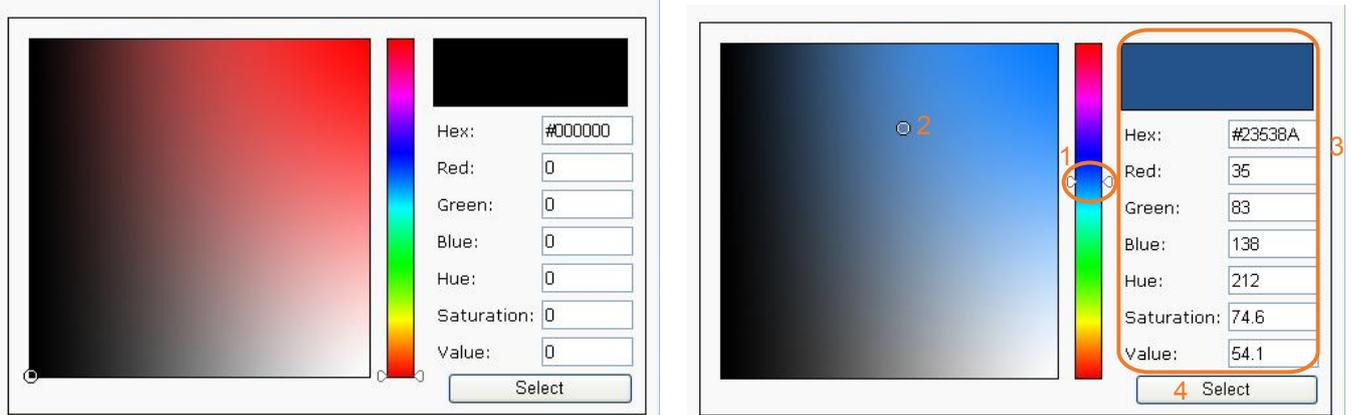 Hex: #000000
Red: 0
Green: 0
Blue: 0
Hue: 0
Saturation: 0
Value: 0
Select
1
2
3
Hex: #23538A
Red: 35
Green: 83
Blue: 138
Hue: 212
Saturation: 74.6
Value: 54.1
4 Select